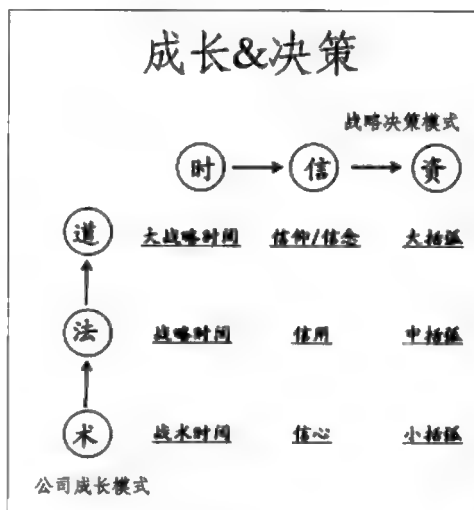 成长&决策
战略决策模式
时 信 资
道 大战略时间 信仰/信念 大括弧
法 战略时间 信用 中括弧
术 战术时间 信心 小括弧
公司成长模式